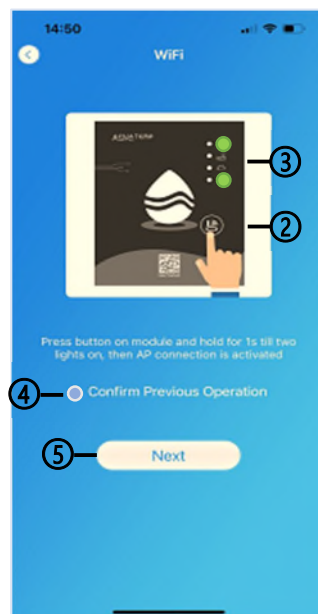 14:50
WiFi
AQUATEMP
③
②
Press button on module and hold for 1s till two
lights on, then AP connection is activated
④ Confirm Previous Operation
⑤ Next